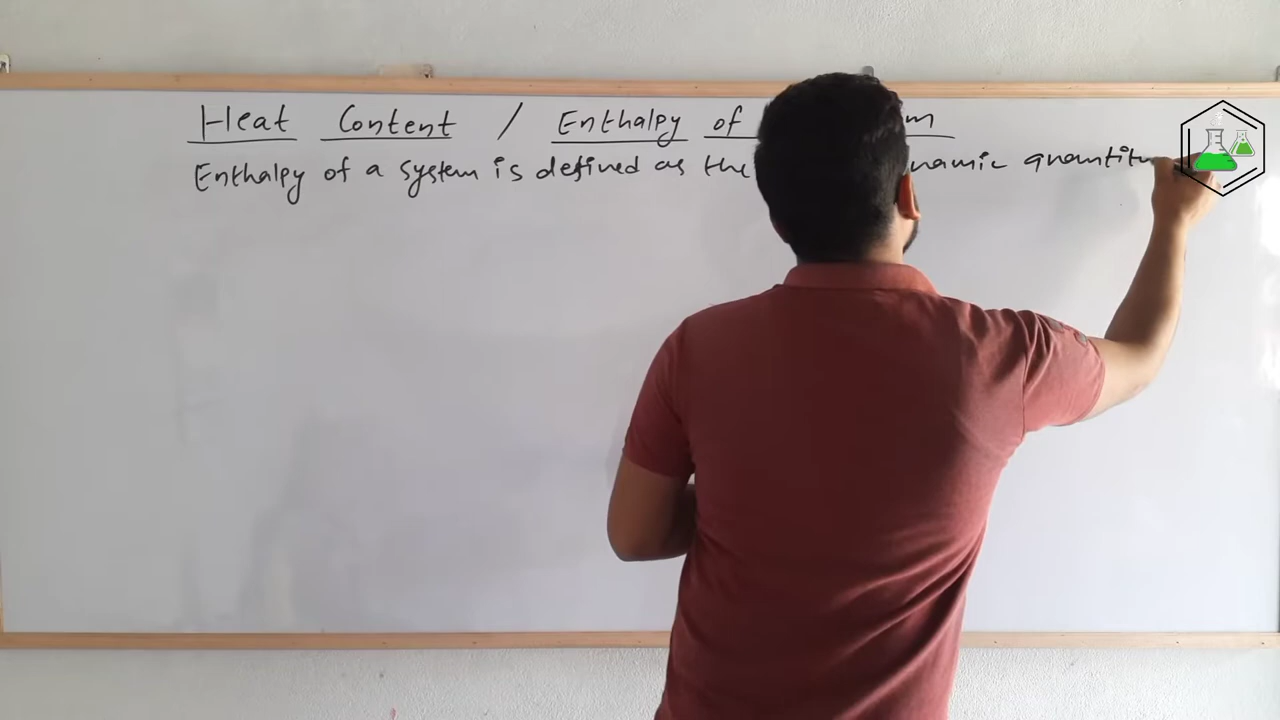 Heat Content / Enthalpy of
Enthalpy of a system is defined as the